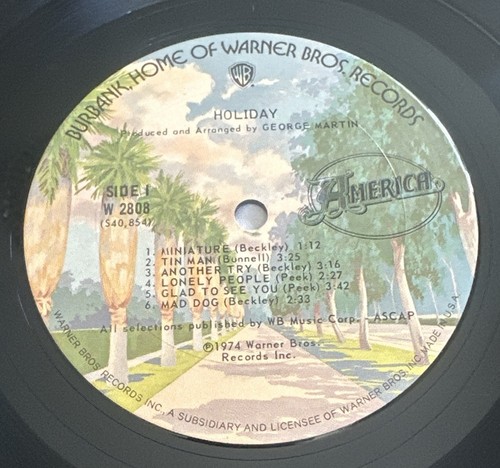 BURBANK, HOME OF WARNER BROS. RECORDS
WB
HOLIDAY
Produced and Arranged by GEORGE MARTIN
AMERICA
SIDE I
W 2808
(S40,854)
1. MINIATURE (Beckley) 1:12
2. TIN MAN (Bunnell) 3:25
3. ANOTHER TRY (Beckley) 3:16
4. LONELY PEOPLE (Peek) 2:27
5. GLAD TO SEE YOU (Peek) 3:42
6. MAD DOG (Beckley) 2:33
All selections published by WB Music Corp. - ASCAP
Ⓟ1974 Warner Bros.
Records Inc.
WARNER BROS. RECORDS INC., A SUBSIDIARY AND LICENSEE OF WARNER BROS. INC. MADE IN U.S.A.